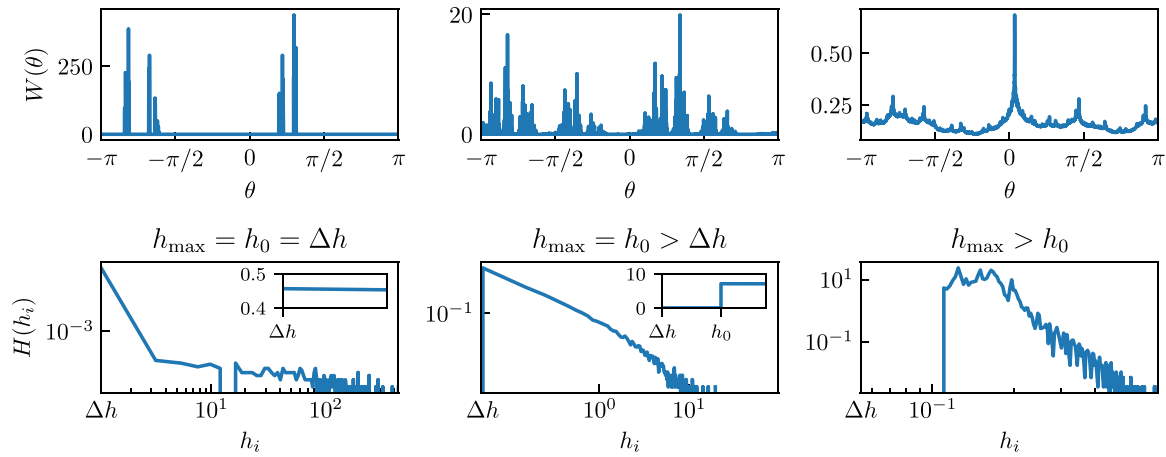 250
0
W(θ)
−π −π/2 0 π/2 π
θ
20
0
−π −π/2 0 π/2 π
θ
0.50
0.25
−π −π/2 0 π/2 π
θ
h_max = h_0 = Δh
H(h_i)
10^−3
0.5
0.4
Δh
Δh 10^1 10^2
h_i
h_max = h_0 > Δh
10^−1
10
0
Δh h_0
Δh 10^0 10^1
h_i
h_max > h_0
10^1
10^−1
Δh 10^−1
h_i